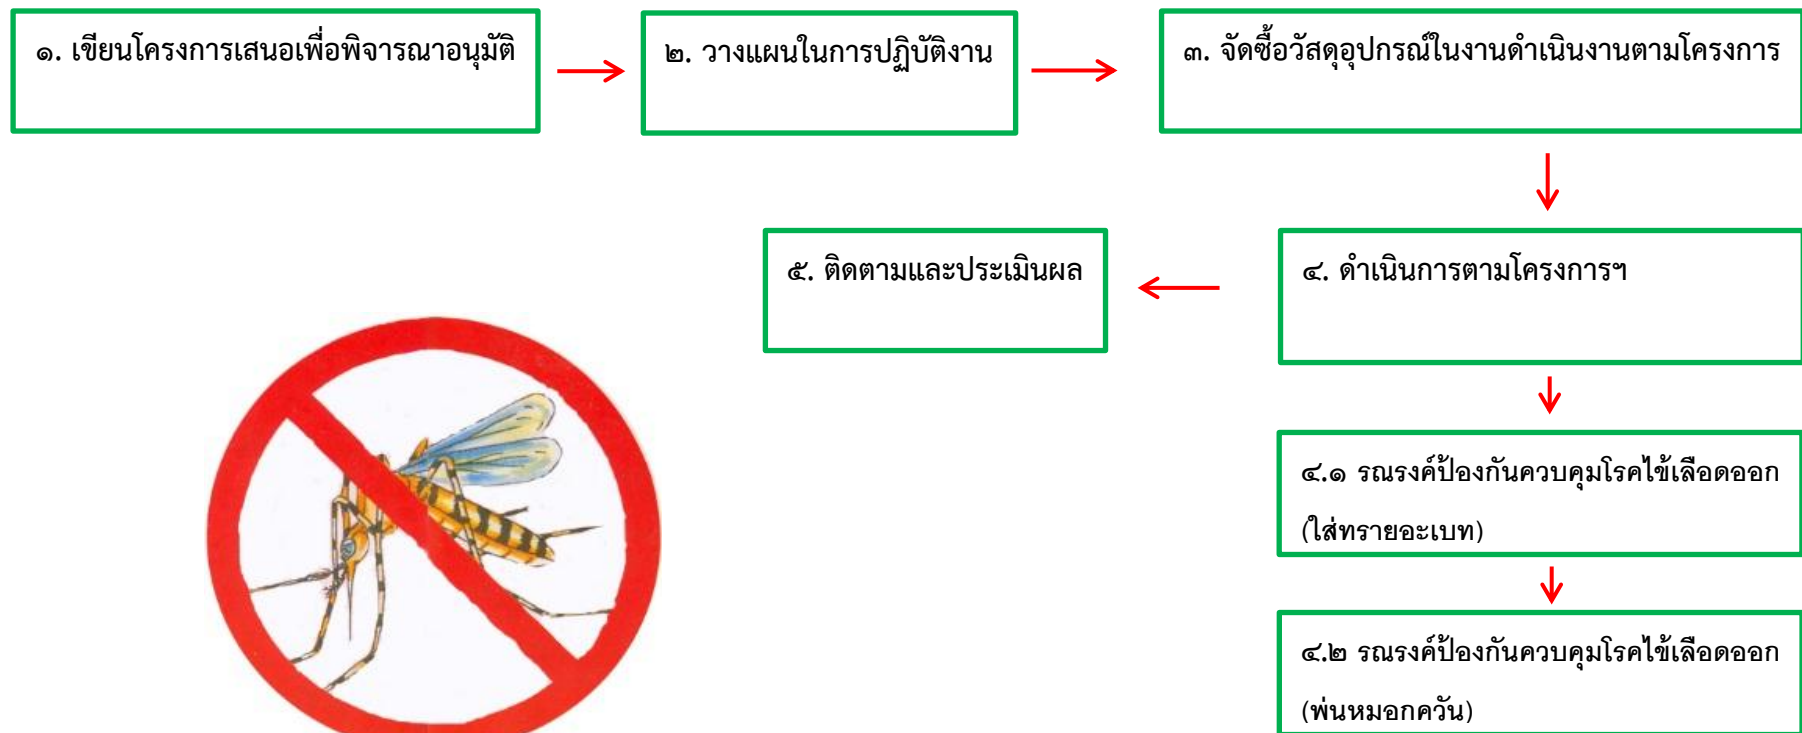 ๑. เขียนโครงการเสนอเพื่อพิจารณาอนุมัติ
๒. วางแผนในการปฏิบัติงาน
๓. จัดซื้อวัสดุอุปกรณ์ในงานดำเนินงานตามโครงการ
๔. ดำเนินการตามโครงการฯ
๕. ติดตามและประเมินผล
๔.๑ รณรงค์ป้องกันควบคุมโรคไข้เลือดออก
(ใส่ทรายอะเบท)
๔.๒ รณรงค์ป้องกันควบคุมโรคไข้เลือดออก
(พ่นหมอกควัน)